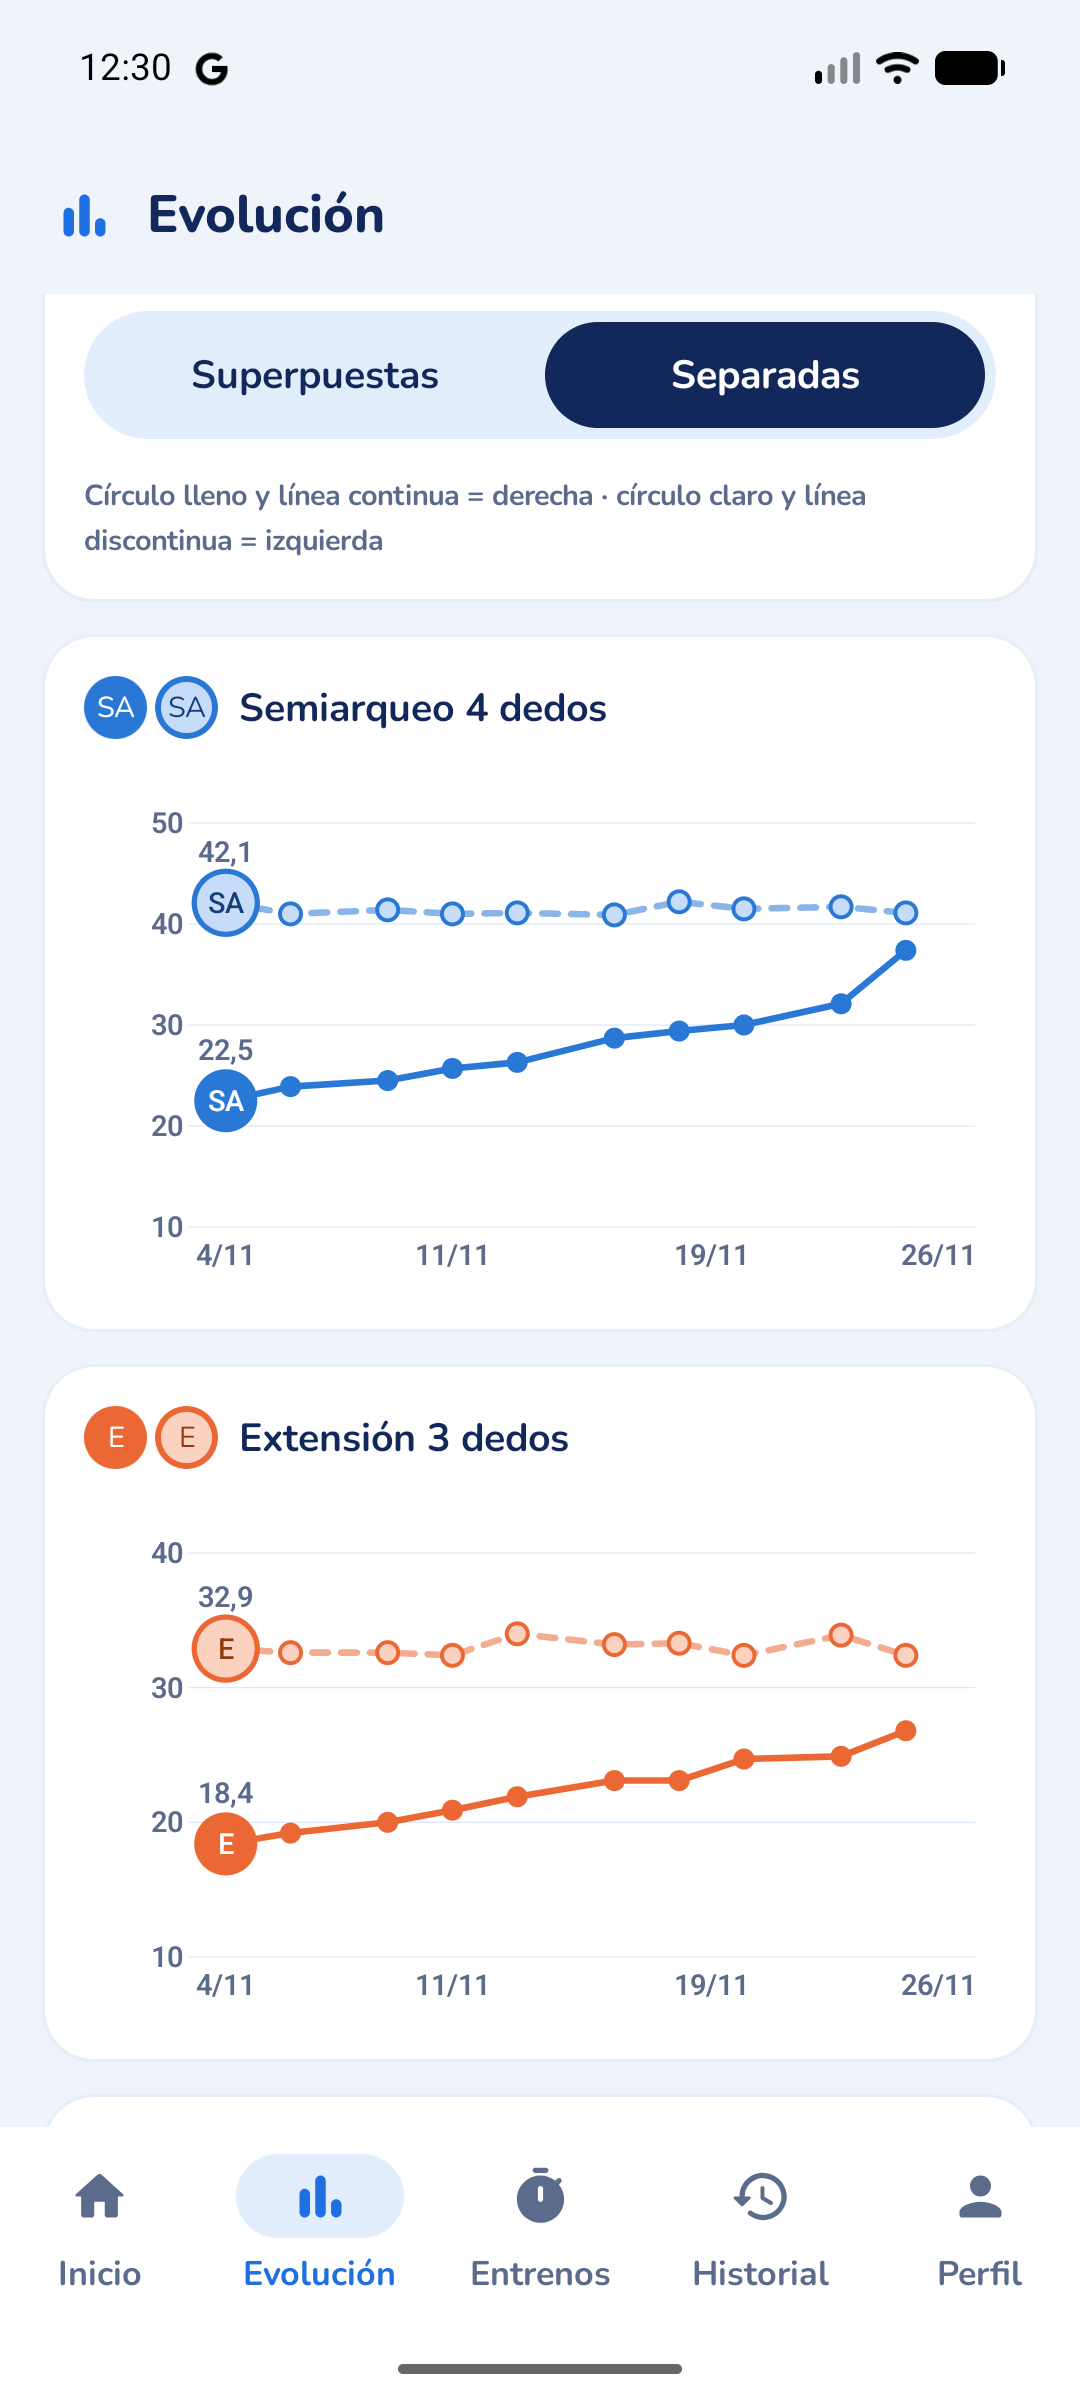 12:30
Evolución
Superpuestas
Separadas
Círculo lleno y línea continua = derecha · círculo claro y línea
discontinua = izquierda
SA SA Semiarqueo 4 dedos
50
42,1
SA
40
30
22,5
SA
20
10
4/11 11/11 19/11 26/11
E E Extensión 3 dedos
40
32,9
E
30
18,4
20
E
10
4/11 11/11 19/11 26/11
Inicio Evolución Entrenos Historial Perfil